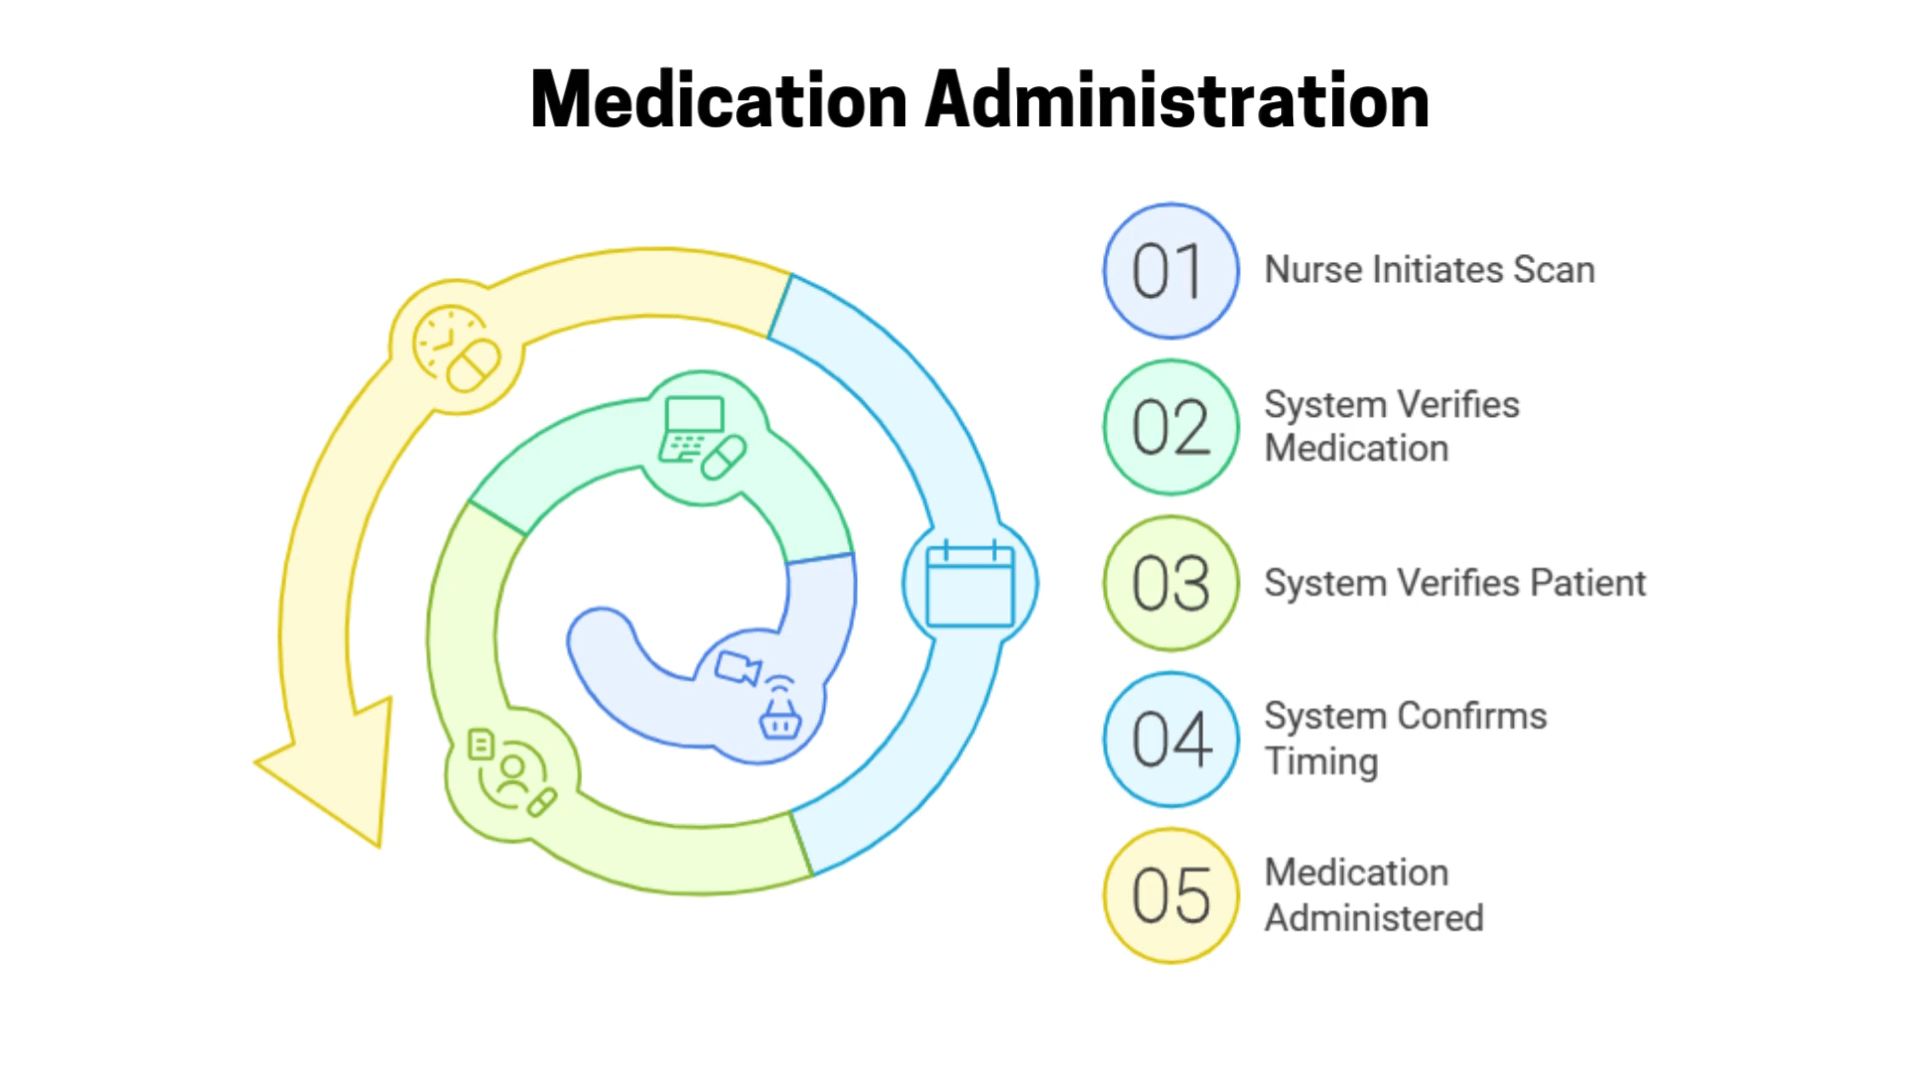 Medication Administration
01
Nurse Initiates Scan
02
System Verifies
Medication
03
System Verifies Patient
04
System Confirms
Timing
05
Medication
Administered